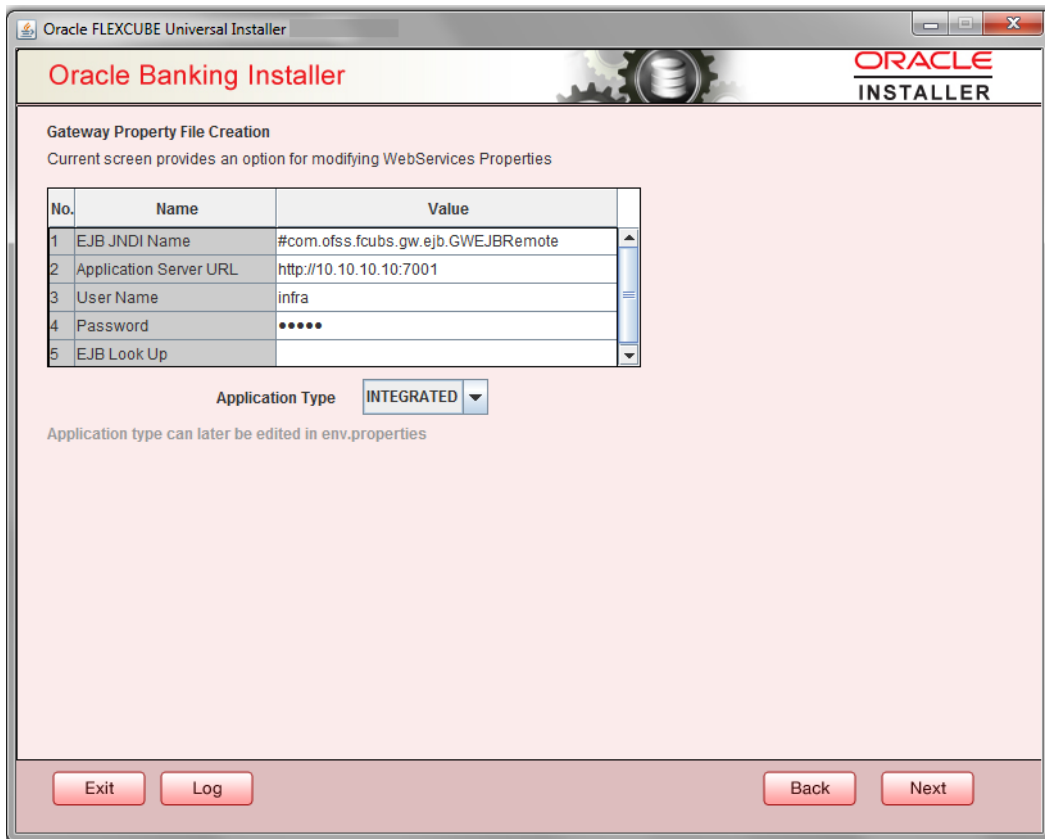 Oracle FLEXCUBE Universal Installer
Oracle Banking Installer
ORACLE
INSTALLER
Gateway Property File Creation
Current screen provides an option for modifying WebServices Properties
No. Name Value
1 EJB JNDI Name #com.ofss.fcubs.gw.ejb.GWEJBRemote
2 Application Server URL http://10.10.10.10:7001
3 User Name infra
4 Password •••••
5 EJB Look Up
Application Type INTEGRATED
Application type can later be edited in env.properties
Exit Log Back Next